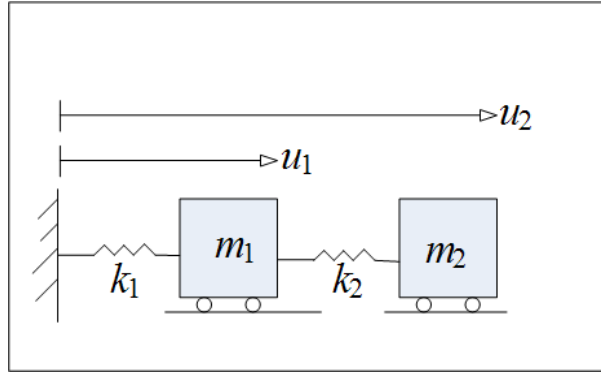 u₂
u₁
m₁ m₂
k₁ k₂